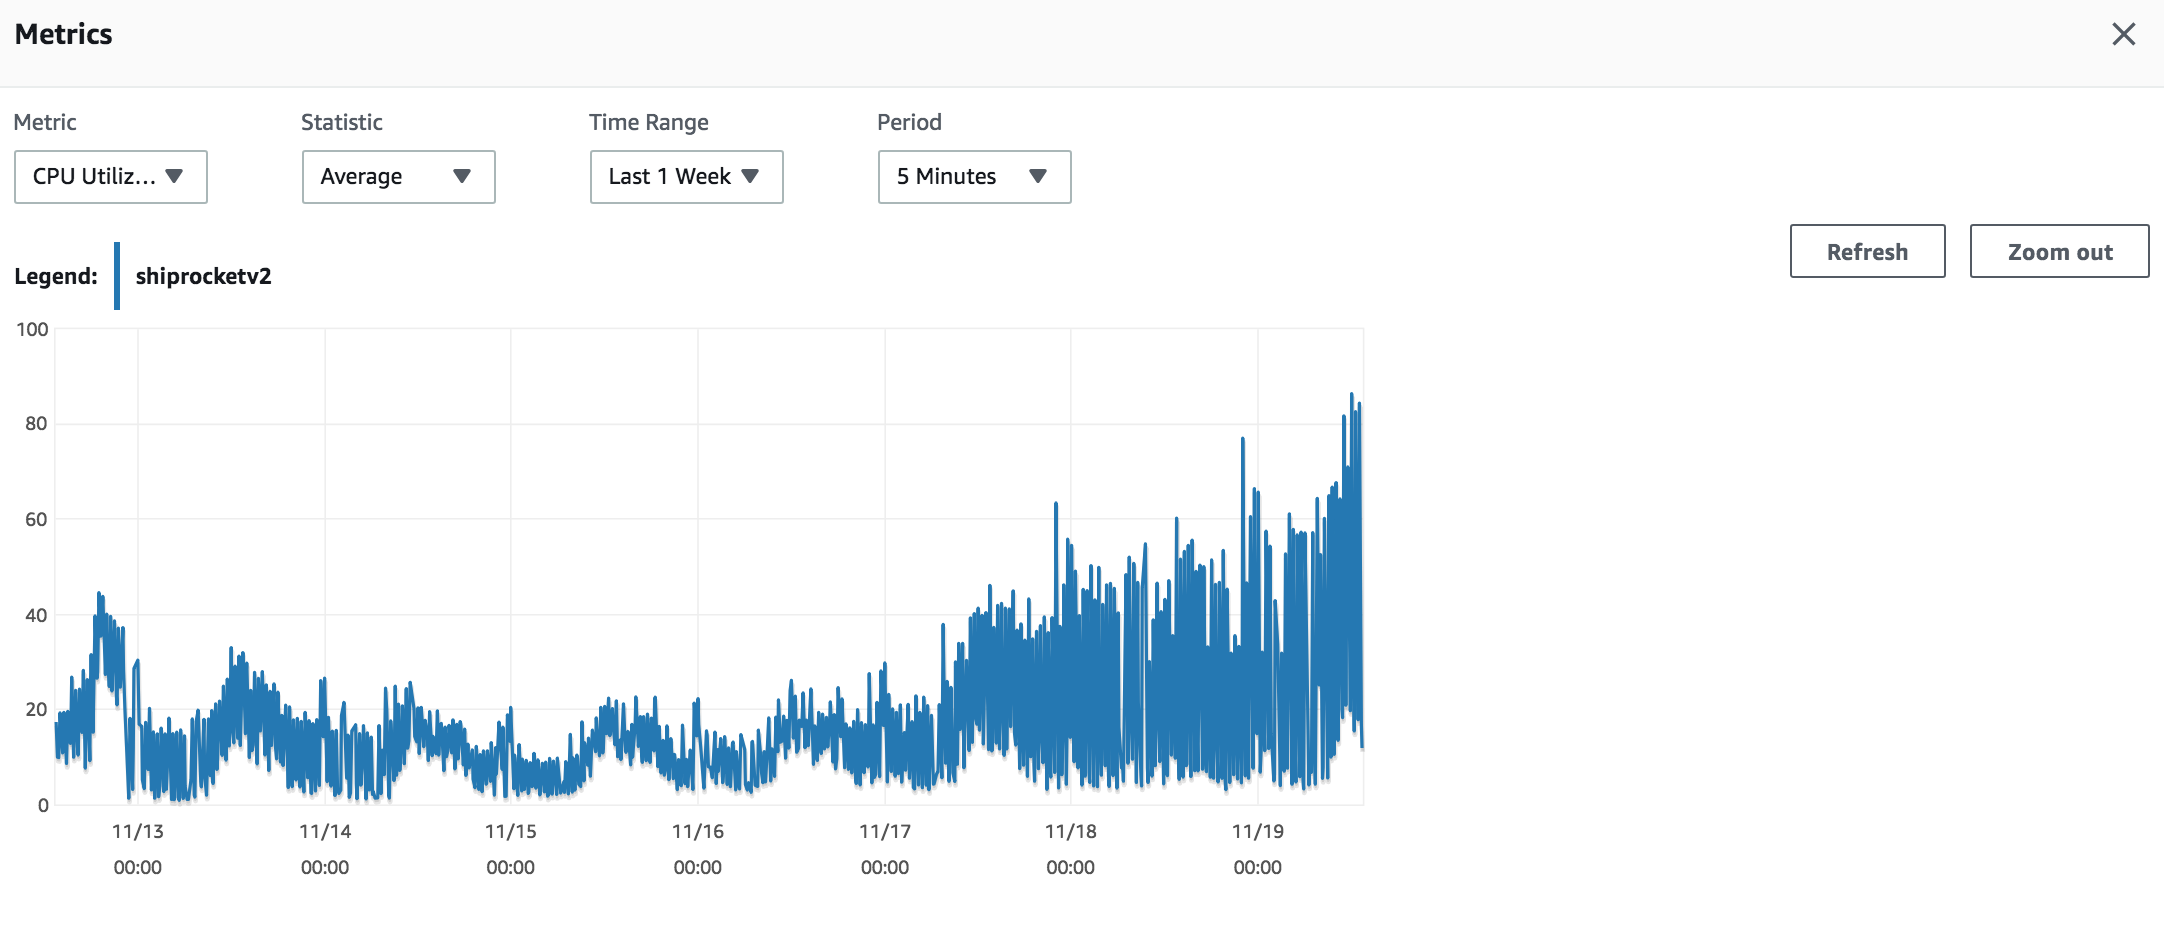 Metrics
Metric Statistic Time Range Period
CPU Utiliz... Average Last 1 Week 5 Minutes
Refresh Zoom out
Legend: shiprocketv2
100
80
60
40
20
0
11/13 11/14 11/15 11/16 11/17 11/18 11/19
00:00 00:00 00:00 00:00 00:00 00:00 00:00